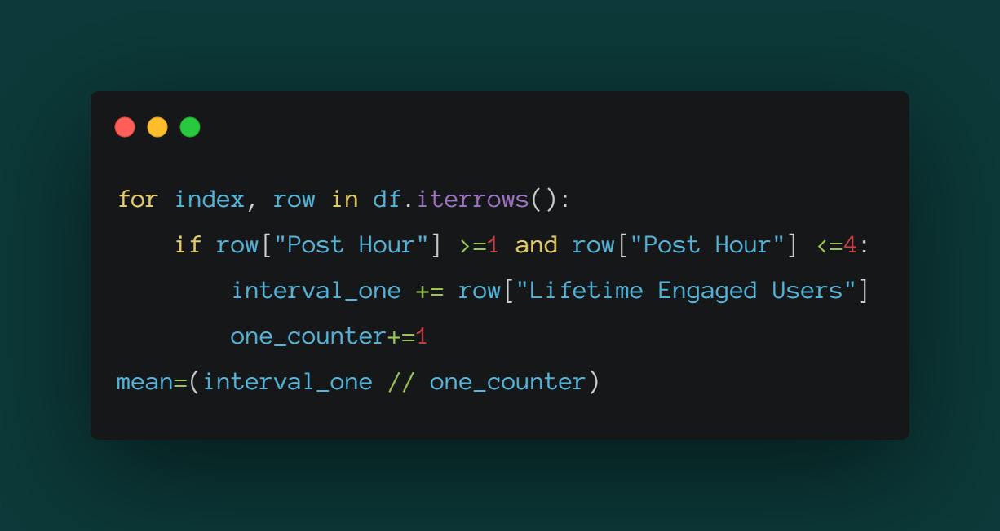 for index, row in df.iterrows():
    if row["Post Hour"] >=1 and row["Post Hour"] <=4:
        interval_one += row["Lifetime Engaged Users"]
        one_counter+=1
mean=(interval_one // one_counter)